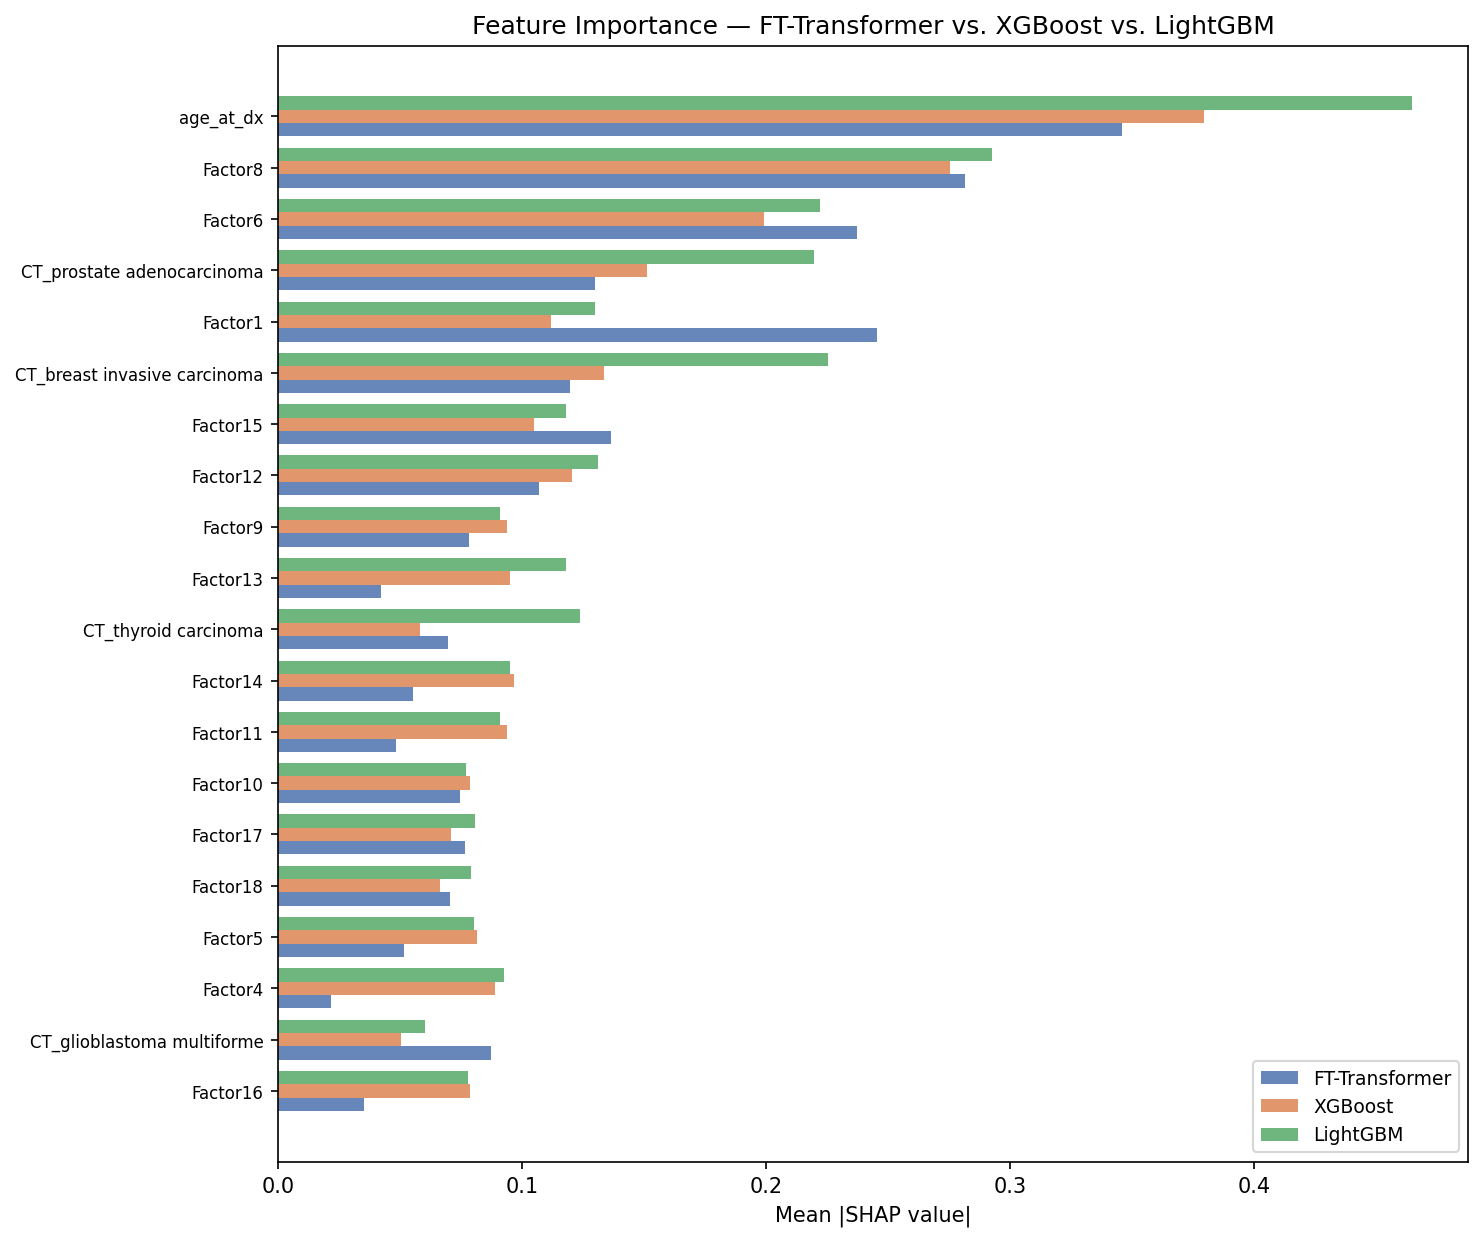 Feature Importance — FT-Transformer vs. XGBoost vs. LightGBM
age_at_dx
Factor8
Factor6
CT_prostate adenocarcinoma
Factor1
CT_breast invasive carcinoma
Factor15
Factor12
Factor9
Factor13
CT_thyroid carcinoma
Factor14
Factor11
Factor10
Factor17
Factor18
Factor5
Factor4
CT_glioblastoma multiforme
Factor16
FT-Transformer
XGBoost
LightGBM
0.0 0.1 0.2 0.3 0.4
Mean |SHAP value|